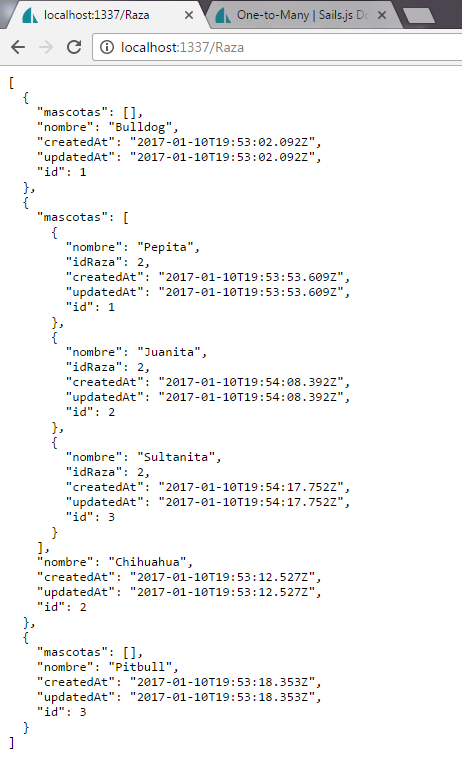 localhost:1337/Raza
One-to-Many | Sails.js Do
localhost:1337/Raza
[
  {
    "mascotas": [],
    "nombre": "Bulldog",
    "createdAt": "2017-01-10T19:53:02.092Z",
    "updatedAt": "2017-01-10T19:53:02.092Z",
    "id": 1
  },
  {
    "mascotas": [
      {
        "nombre": "Pepita",
        "idRaza": 2,
        "createdAt": "2017-01-10T19:53:53.609Z",
        "updatedAt": "2017-01-10T19:53:53.609Z",
        "id": 1
      },
      {
        "nombre": "Juanita",
        "idRaza": 2,
        "createdAt": "2017-01-10T19:54:08.392Z",
        "updatedAt": "2017-01-10T19:54:08.392Z",
        "id": 2
      },
      {
        "nombre": "Sultanita",
        "idRaza": 2,
        "createdAt": "2017-01-10T19:54:17.752Z",
        "updatedAt": "2017-01-10T19:54:17.752Z",
        "id": 3
      }
    ],
    "nombre": "Chihuahua",
    "createdAt": "2017-01-10T19:53:12.527Z",
    "updatedAt": "2017-01-10T19:53:12.527Z",
    "id": 2
  },
  {
    "mascotas": [],
    "nombre": "Pitbull",
    "createdAt": "2017-01-10T19:53:18.353Z",
    "updatedAt": "2017-01-10T19:53:18.353Z",
    "id": 3
  }
]